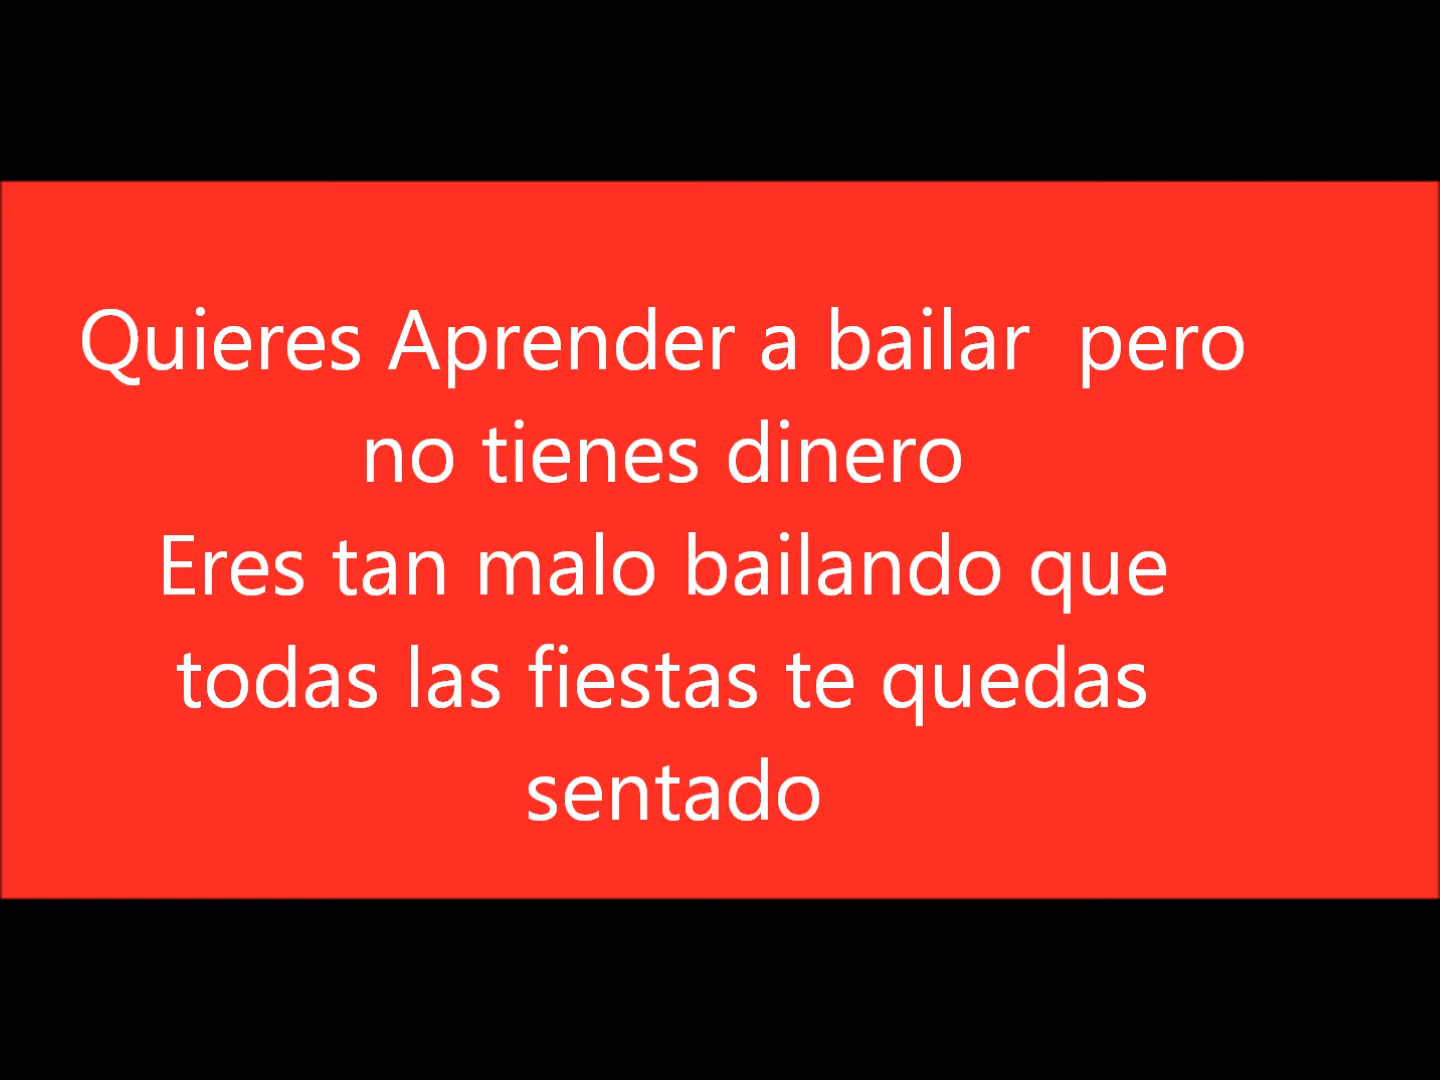 Quieres Aprender a bailar  pero
no tienes dinero
Eres tan malo bailando que
todas las fiestas te quedas
sentado